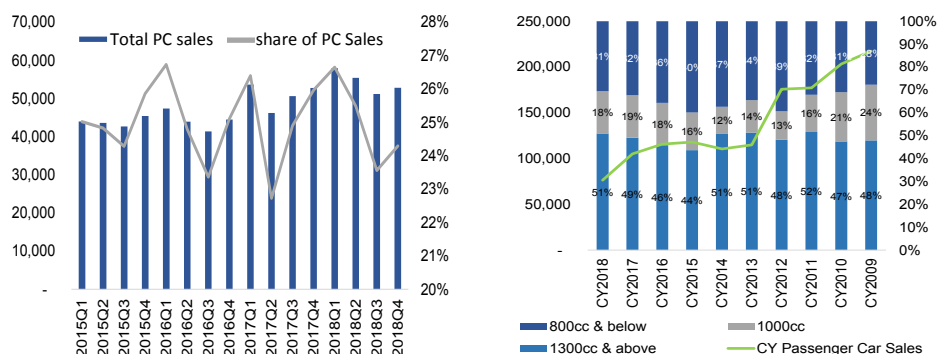 70,000
60,000
50,000
40,000
30,000
20,000
10,000
-
Total PC sales
share of PC Sales
28%
27%
26%
25%
24%
23%
22%
21%
20%
2015Q1
2015Q2
2015Q3
2015Q4
2016Q1
2016Q2
2016Q3
2016Q4
2017Q1
2017Q2
2017Q3
2017Q4
2018Q1
2018Q2
2018Q3
2018Q4
250,000
200,000
150,000
100,000
50,000
-
18%
19%
18%
16%
12%
14%
13%
16%
21%
24%
51%
49%
46%
44%
51%
51%
48%
52%
47%
48%
100%
90%
80%
70%
60%
50%
40%
30%
20%
10%
0%
CY2018
CY2017
CY2016
CY2015
CY2014
CY2013
CY2012
CY2011
CY2010
CY2009
800cc & below
1000cc
1300cc & above
CY Passenger Car Sales